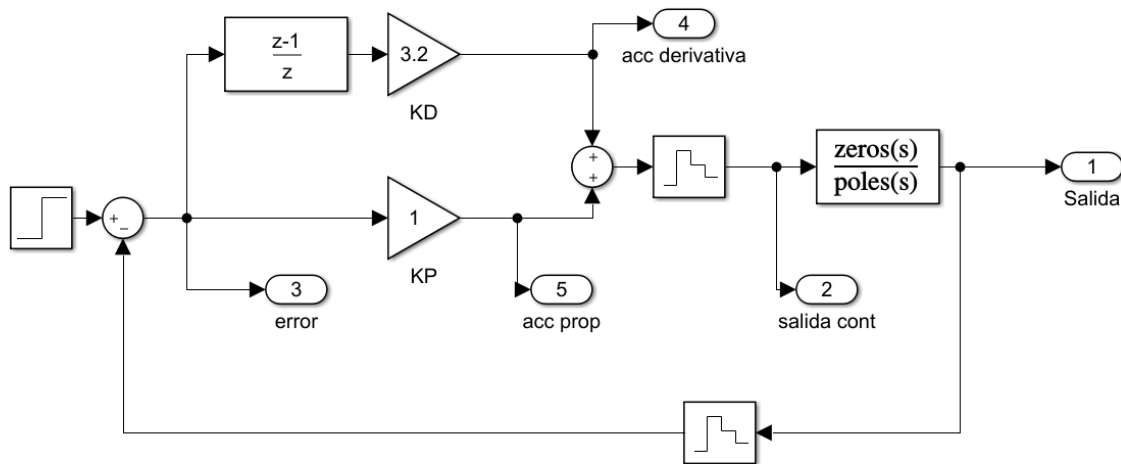 4
acc derivativa
z-1
z
3.2
KD
+
+
zeros(s)
poles(s)
1
Salida
+
−
1
KP
3
error
5
acc prop
2
salida cont